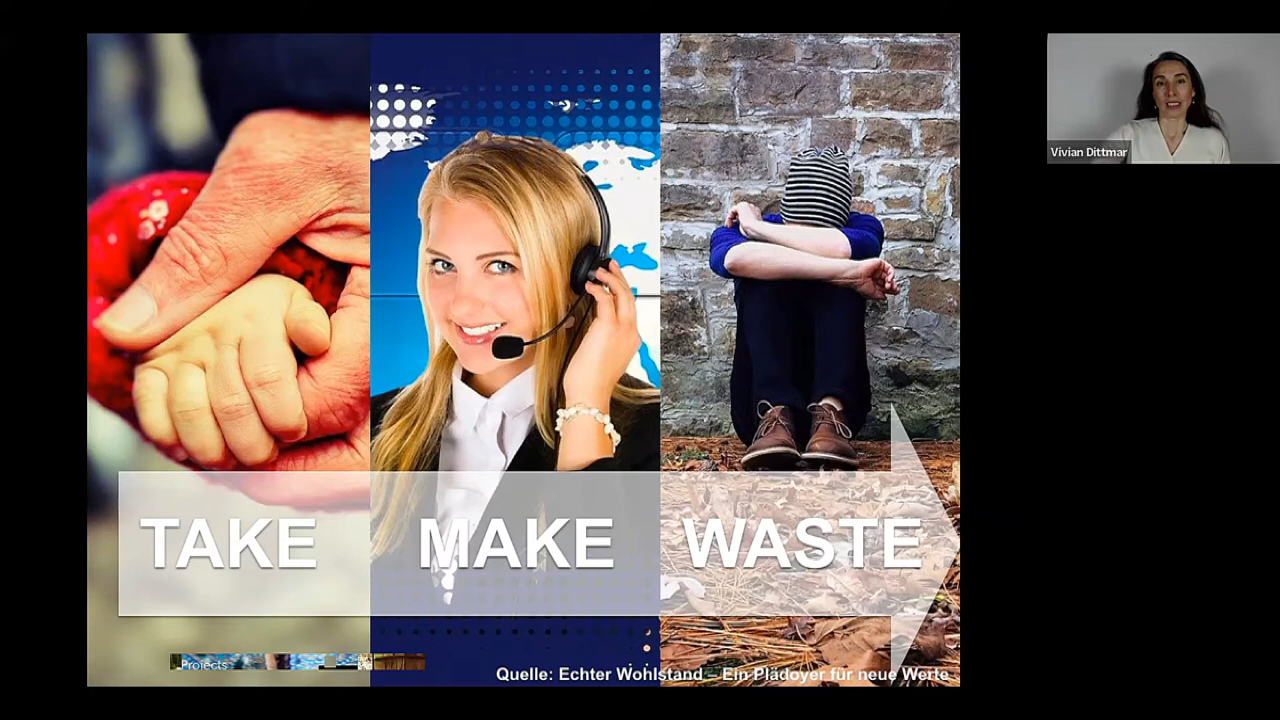 Vivian Dittmar
TAKE MAKE WASTE
Projects
Quelle: Echter Wohlstand – Ein Plädoyer für neue Werte